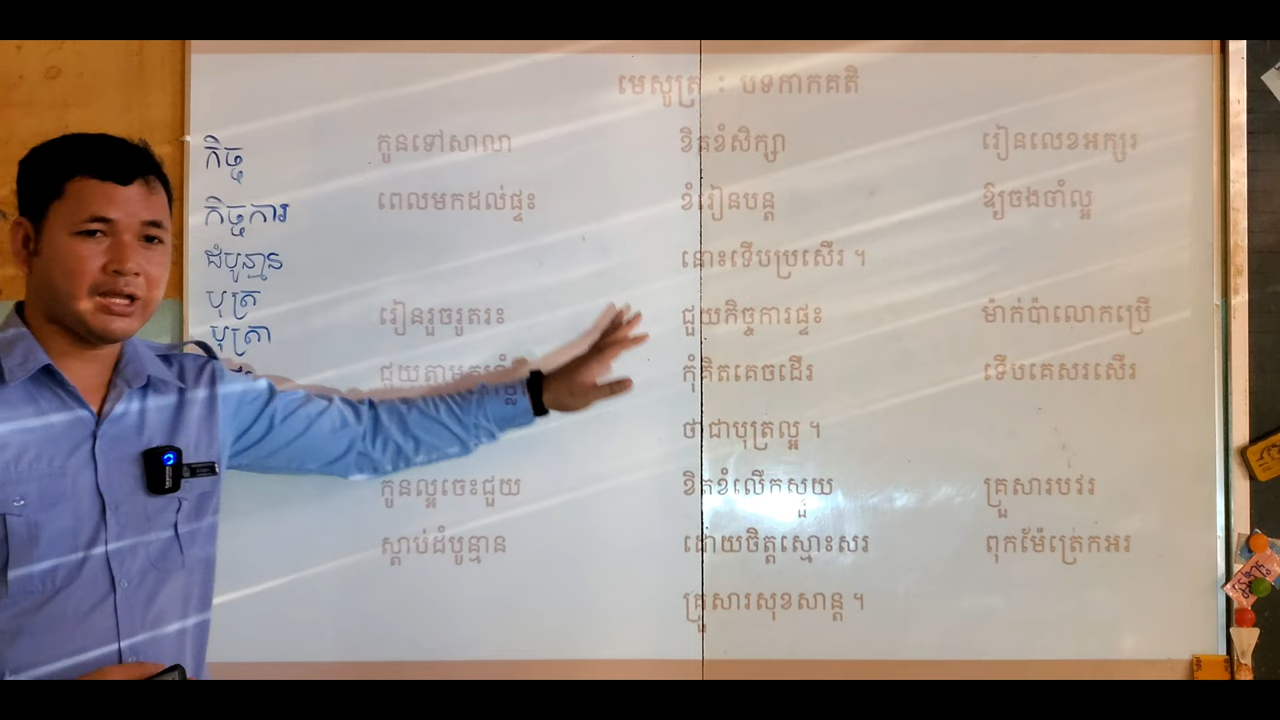 មេសូត្រ ៖ បទកាកគតិ
កូនទៅសាលា ខិតខំសិក្សា រៀនលេខអក្សរ
ពេលមកដល់ផ្ទះ ខំរៀនបន្ត ឱ្យចងចាំល្អ
នោះទើបប្រសើរ ។
រៀនរួចរូតរះ ជួយកិច្ចការផ្ទះ ម៉ាក់ប៉ាលោកប្រើ
ជួយតាម កុំគិតគេចដើរ ទើបគេសរសើរ
ថាជាបុត្រល្អ ។
កូនល្អចេះជួយ ខិតខំលើកស្ទួយ គ្រួសារបវរ
ស្ដាប់ដំបូន្មាន ដោយចិត្តស្មោះសរ ពុកម៉ែត្រេកអរ
គ្រួសារសុខសាន្ត ។
កិច្ច
កិច្ចការ
ដំបូន្មាន
បុត្រ
បុត្រា